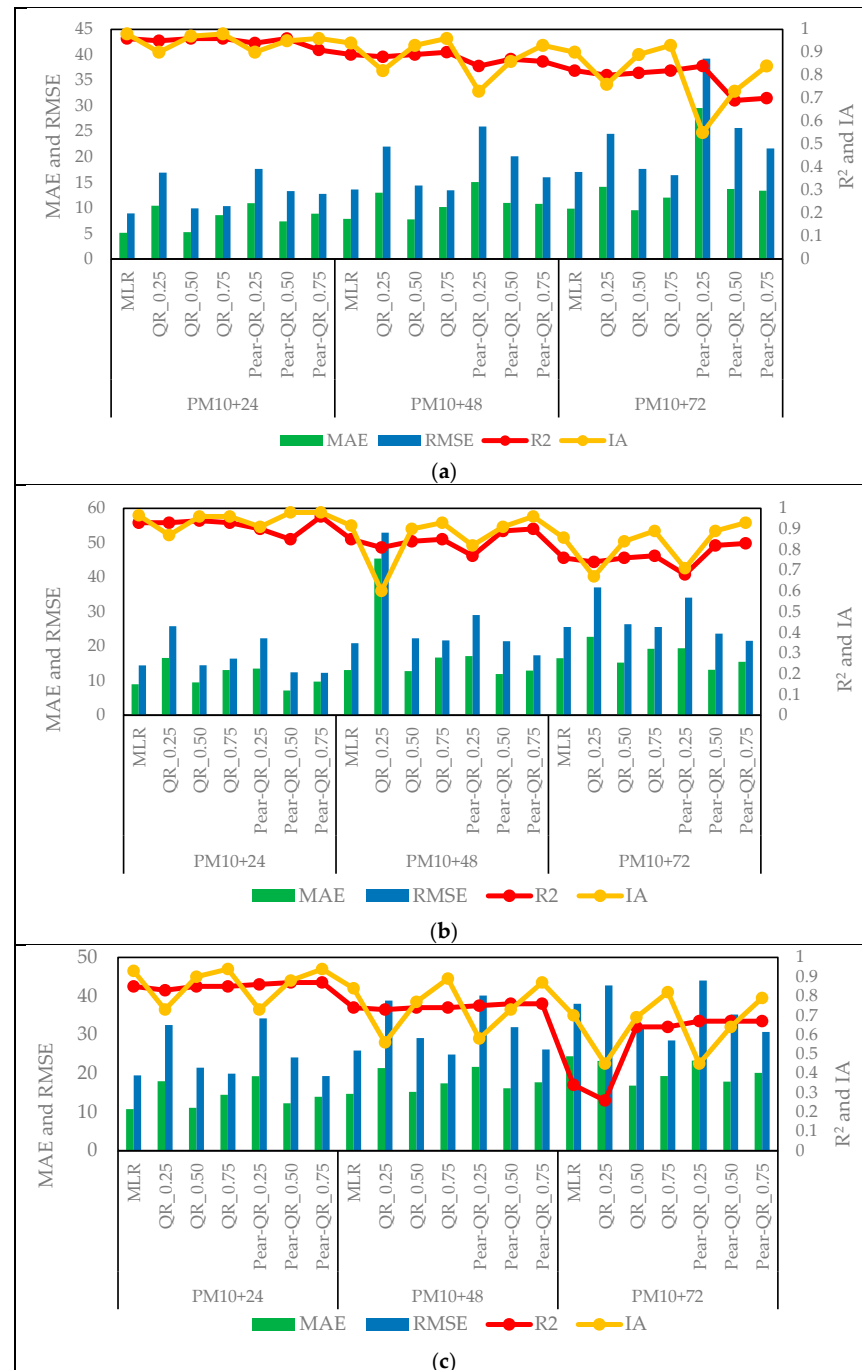 MAE and RMSE
45
40
35
30
25
20
15
10
5
0
1
0.9
0.8
0.7
0.6
0.5
0.4
0.3
0.2
0.1
0
R² and IA
MLR
QR_0.25
QR_0.50
QR_0.75
Pear-QR_0.25
Pear-QR_0.50
Pear-QR_0.75
MLR
QR_0.25
QR_0.50
QR_0.75
Pear-QR_0.25
Pear-QR_0.50
Pear-QR_0.75
MLR
QR_0.25
QR_0.50
QR_0.75
Pear-QR_0.25
Pear-QR_0.50
Pear-QR_0.75
PM10+24 PM10+48 PM10+72
MAE RMSE R2 IA
(a)
MAE and RMSE
60
50
40
30
20
10
0
1
0.9
0.8
0.7
0.6
0.5
0.4
0.3
0.2
0.1
0
R² and IA
MLR
QR_0.25
QR_0.50
QR_0.75
Pear-QR_0.25
Pear-QR_0.50
Pear-QR_0.75
MLR
QR_0.25
QR_0.50
QR_0.75
Pear-QR_0.25
Pear-QR_0.50
Pear-QR_0.75
MLR
QR_0.25
QR_0.50
QR_0.75
Pear-QR_0.25
Pear-QR_0.50
Pear-QR_0.75
PM10+24 PM10+48 PM10+72
MAE RMSE R2 IA
(b)
MAE and RMSE
50
40
30
20
10
0
1
0.9
0.8
0.7
0.6
0.5
0.4
0.3
0.2
0.1
0
R² and IA
MLR
QR_0.25
QR_0.50
QR_0.75
Pear-QR_0.25
Pear-QR_0.50
Pear-QR_0.75
MLR
QR_0.25
QR_0.50
QR_0.75
Pear-QR_0.25
Pear-QR_0.50
Pear-QR_0.75
MLR
QR_0.25
QR_0.50
QR_0.75
Pear-QR_0.25
Pear-QR_0.50
Pear-QR_0.75
PM10+24 PM10+48 PM10+72
MAE RMSE R2 IA
(c)